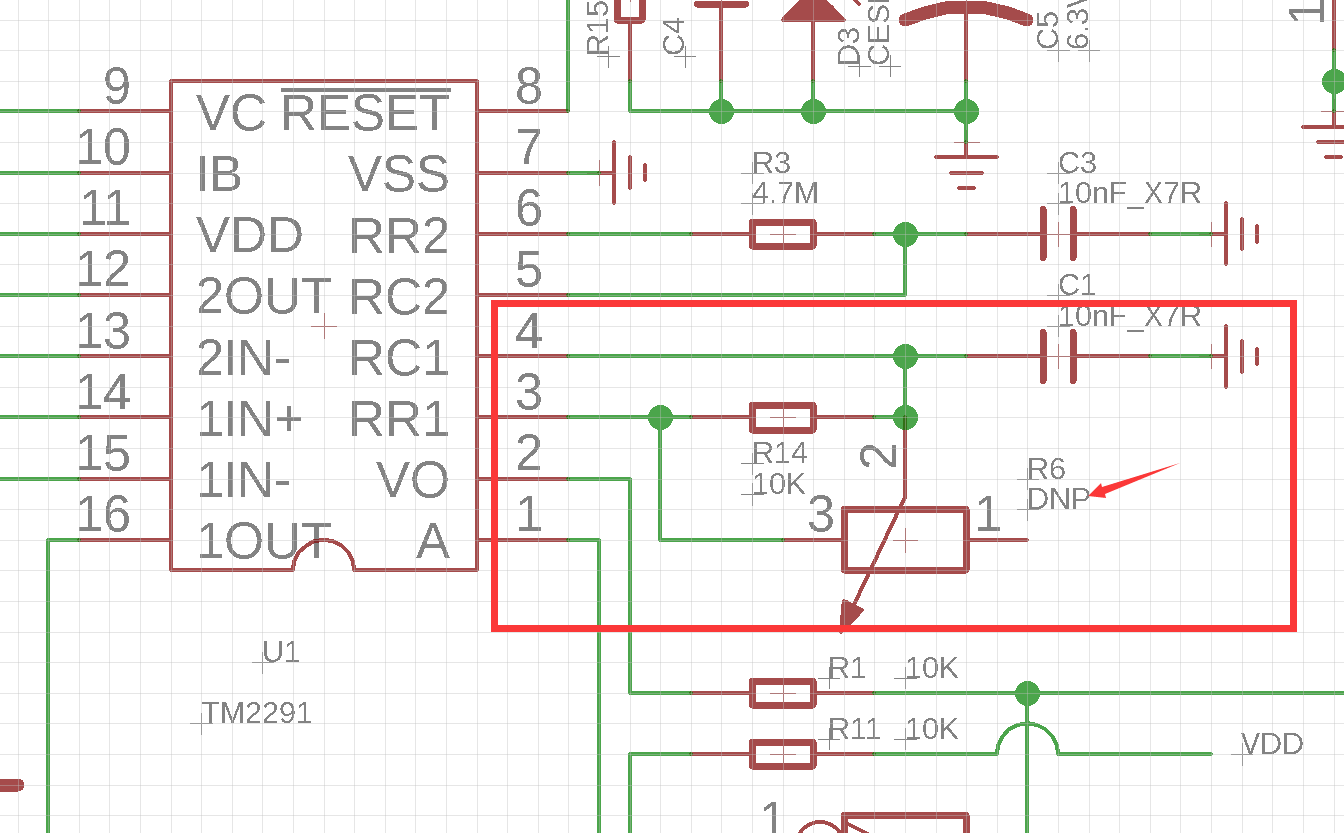 R15
C4
D3
CESD
C5
6.3V
1
9
VC
RESET
8
10
IB
VSS
7
11
VDD
RR2
6
12
2OUT
RC2
5
13
2IN-
RC1
4
14
1IN+
RR1
3
15
1IN-
VO
2
16
1OUT
A
1
U1
TM2291
R3
4.7M
C3
10nF_X7R
C1
10nF_X7R
R14
10K
2
3
1
R6
DNP
R1
10K
R11
10K
VDD
1